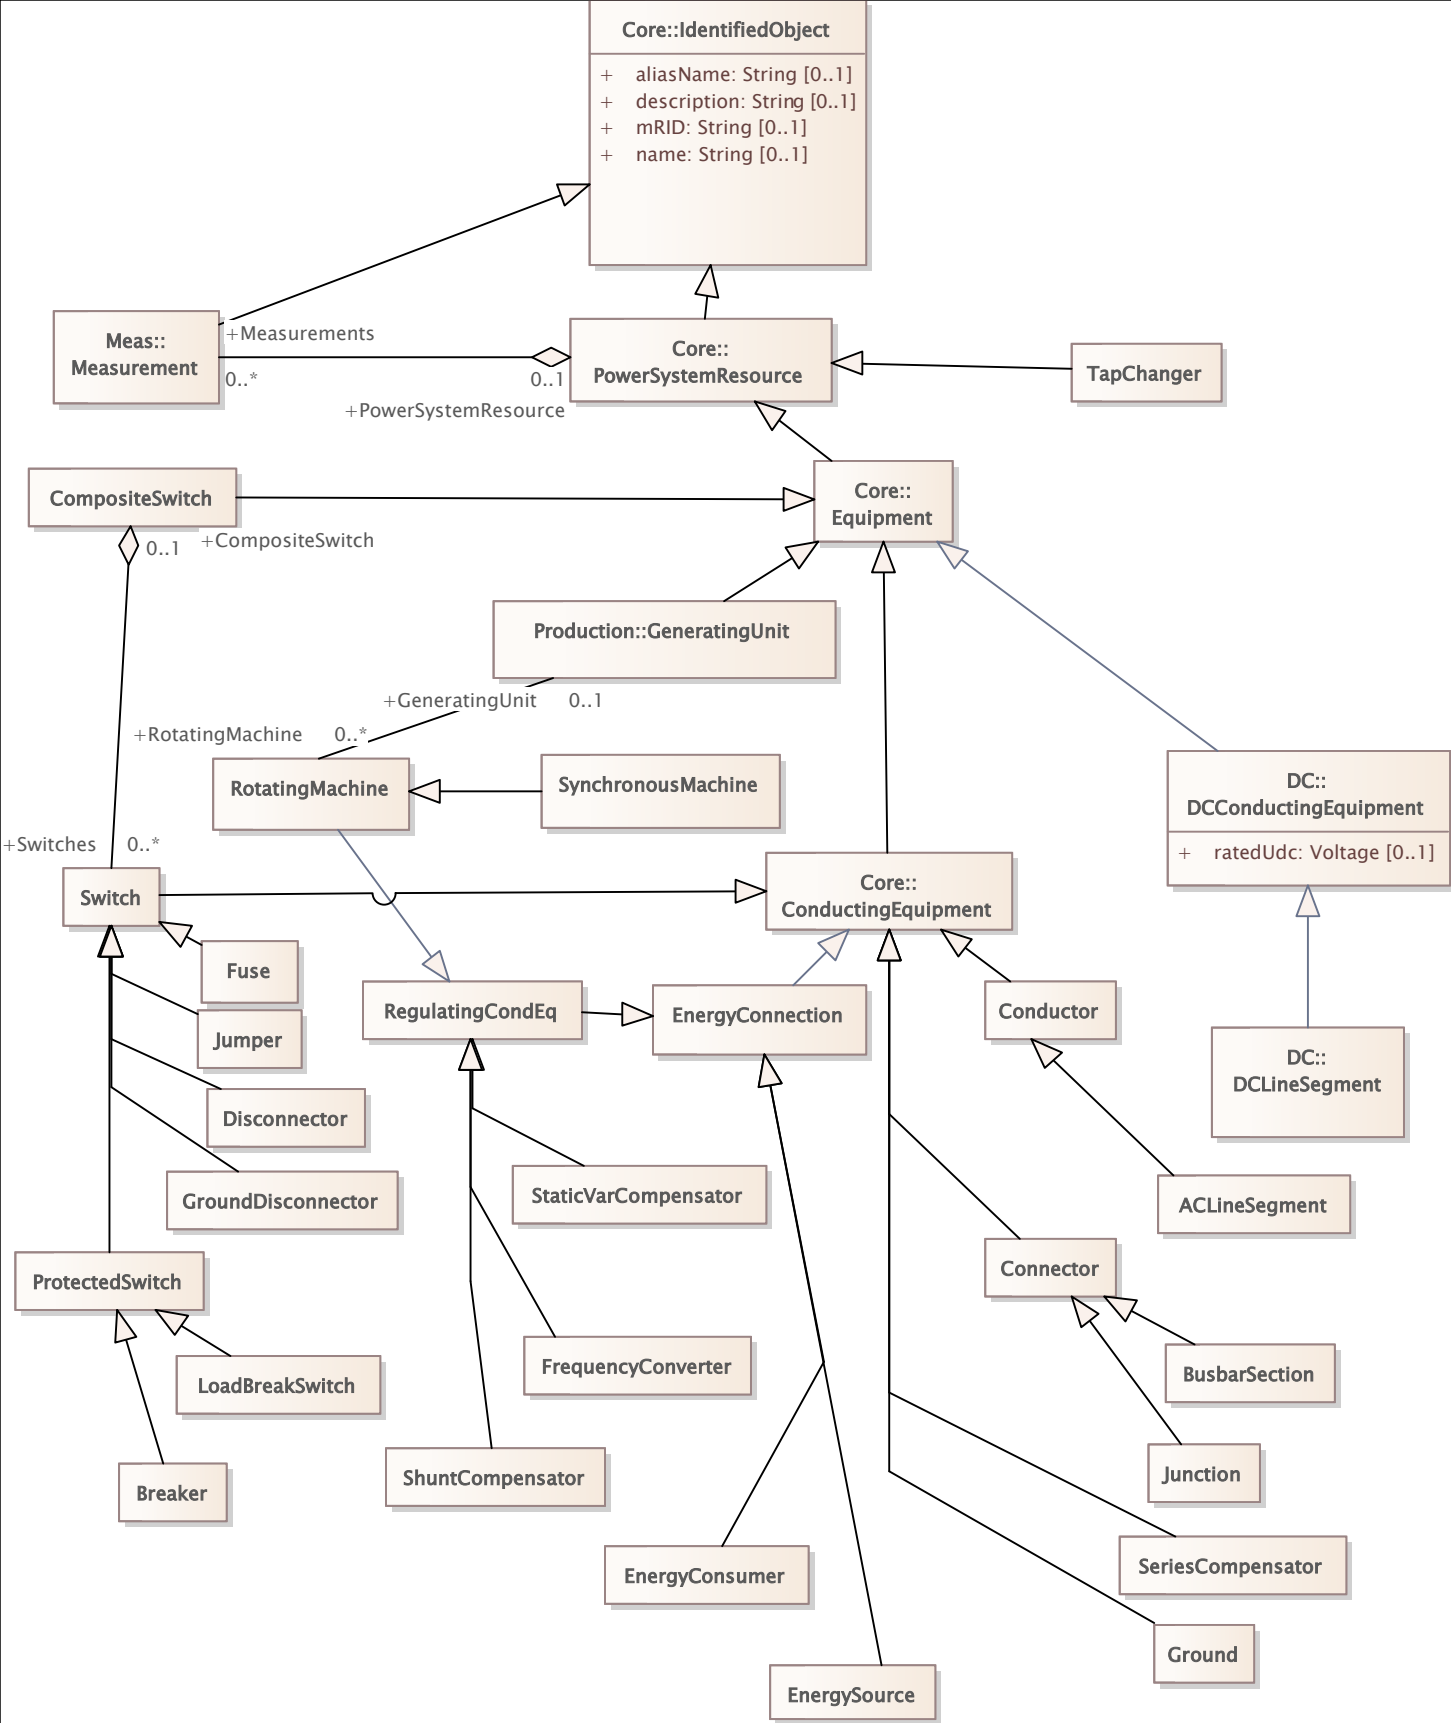 Core::IdentifiedObject
+ aliasName: String [0..1]
+ description: String [0..1]
+ mRID: String [0..1]
+ name: String [0..1]
Meas::
Measurement
+Measurements
0..*
0..1
+PowerSystemResource
Core::
PowerSystemResource
TapChanger
CompositeSwitch
0..1
+CompositeSwitch
Core::
Equipment
Production::GeneratingUnit
+GeneratingUnit 0..1
+RotatingMachine 0..*
RotatingMachine
SynchronousMachine
DC::
DCConductingEquipment
+ ratedUdc: Voltage [0..1]
+Switches 0..*
Switch
Core::
ConductingEquipment
Fuse
Jumper
Disconnector
GroundDisconnector
RegulatingCondEq
EnergyConnection
Conductor
DC::
DCLineSegment
StaticVarCompensator
ACLineSegment
ProtectedSwitch
Connector
LoadBreakSwitch
FrequencyConverter
BusbarSection
Breaker
ShuntCompensator
Junction
EnergyConsumer
SeriesCompensator
Ground
EnergySource